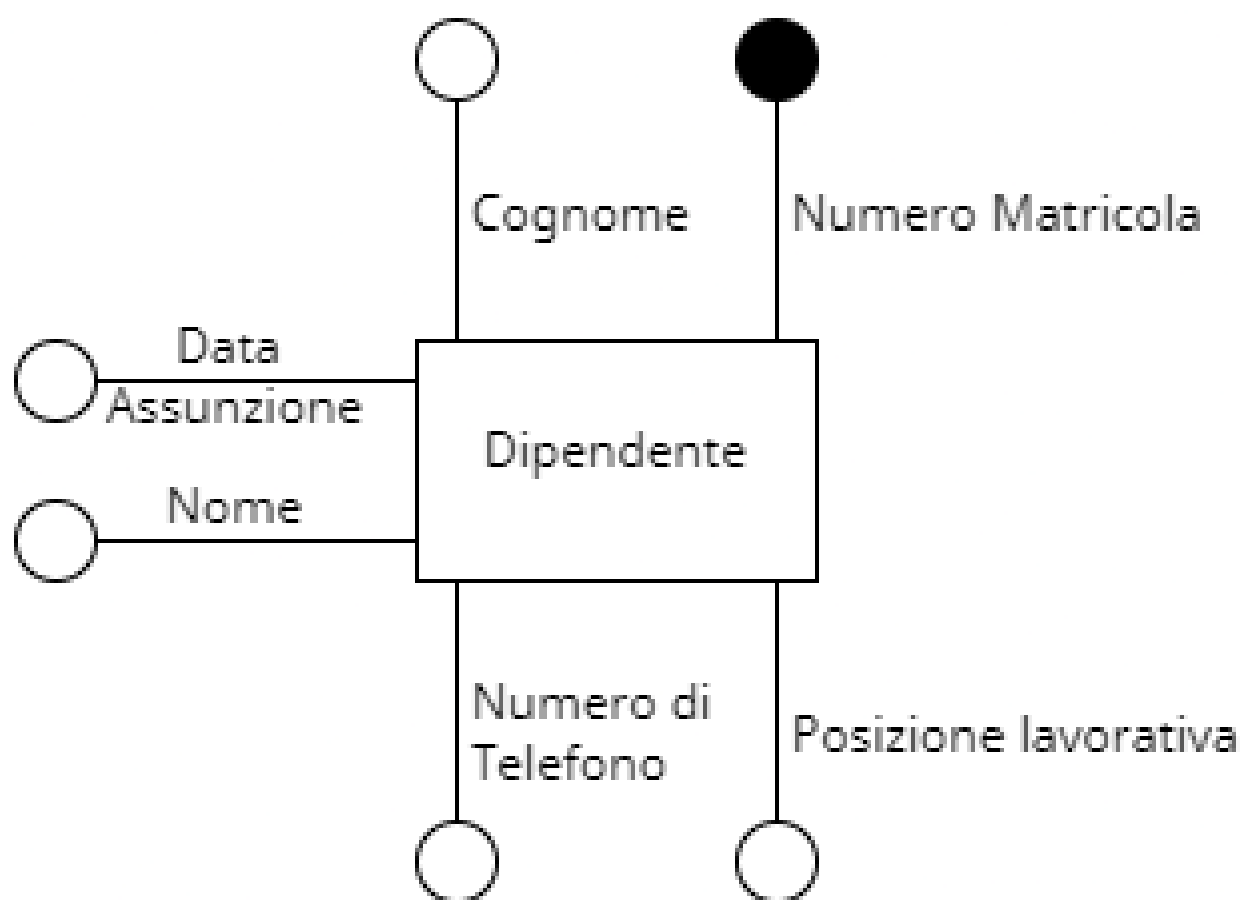 Cognome
Numero Matricola
Data
Assunzione
Dipendente
Nome
Numero di
Telefono
Posizione lavorativa